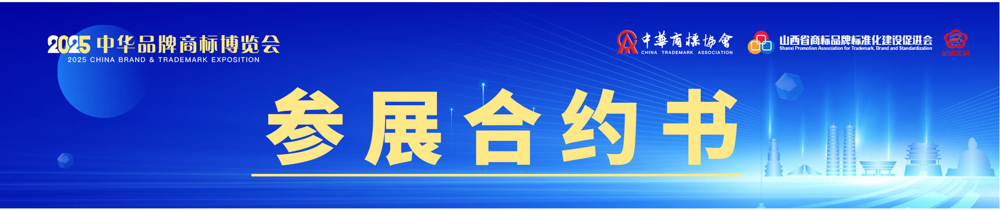 2025 中华品牌商标博览会
2025 CHINA BRAND & TRADEMARK EXPOSITION
中華商標協會
CHINA TRADEMARK ASSOCIATION
山西省商标品牌标准化建设促进会
Shanxi Promotion Association for Trademark, Brand and Standardization
参展合约书